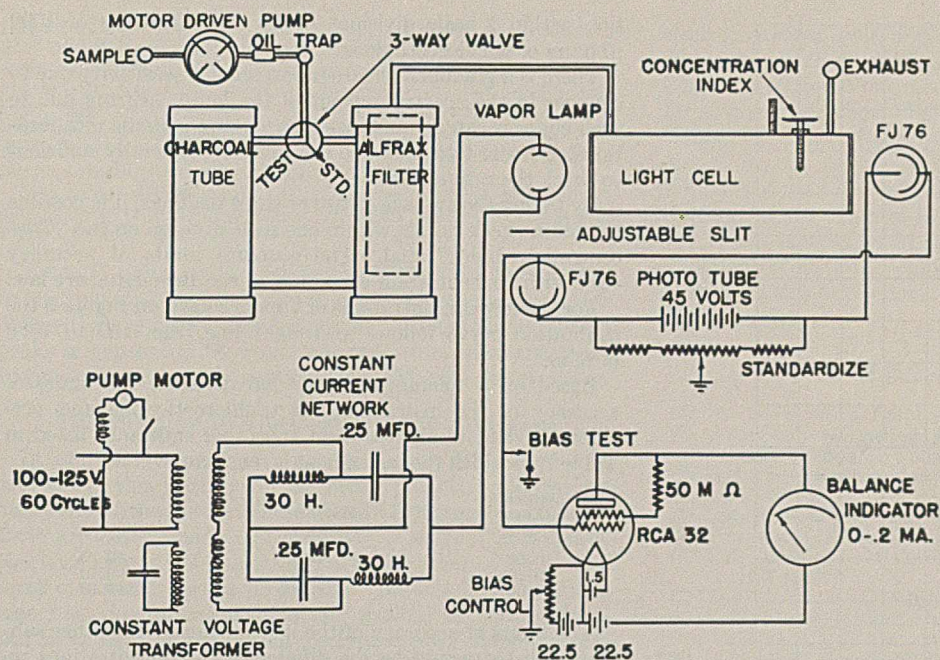 MOTOR DRIVEN PUMP
OIL TRAP
SAMPLE
3-WAY VALVE
CONCENTRATION
INDEX
EXHAUST
VAPOR LAMP
FJ 76
CHARCOAL
TUBE
TEST
STD.
ALFRAX
FILTER
LIGHT CELL
ADJUSTABLE SLIT
FJ76 PHOTO TUBE
45 VOLTS
STANDARDIZE
PUMP MOTOR
CONSTANT
CURRENT
NETWORK
.25 MFD.
100-125V.
60 CYCLES
30 H.
.25 MFD.
30 H.
CONSTANT VOLTAGE
TRANSFORMER
BIAS TEST
50 M Ω
RCA 32
BALANCE
INDICATOR
0-.2 MA.
1.5
BIAS
CONTROL
22.5 22.5